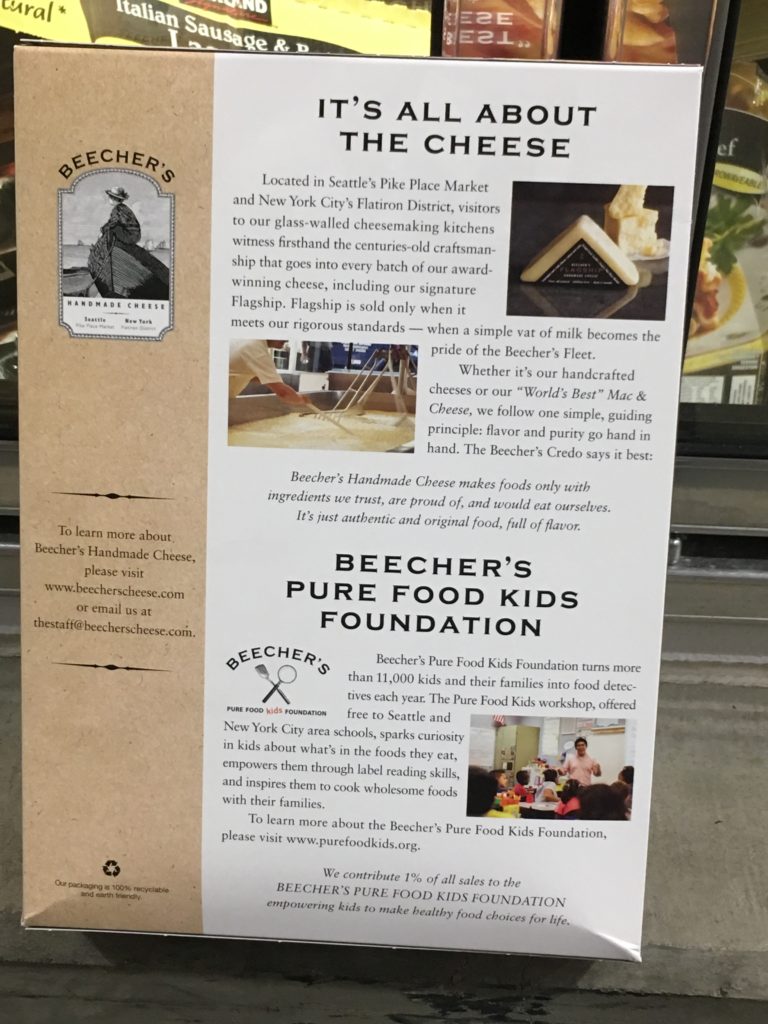 tural*
Italian Sausage &
EESE
BEST
ef
IT'S ALL ABOUT
THE CHEESE
Located in Seattle's Pike Place Market
and New York City's Flatiron District, visitors
to our glass-walled cheesemaking kitchens
witness firsthand the centuries-old craftsman-
ship that goes into every batch of our award-
winning cheese, including our signature
Flagship. Flagship is sold only when it
meets our rigorous standards — when a simple vat of milk becomes the
pride of the Beecher's Fleet.
Whether it's our handcrafted
cheeses or our "World's Best" Mac &
Cheese, we follow one simple, guiding
principle: flavor and purity go hand in
hand. The Beecher's Credo says it best:
Beecher's Handmade Cheese makes foods only with
ingredients we trust, are proud of, and would eat ourselves.
It's just authentic and original food, full of flavor.
BEECHER'S
FLAGSHIP
HANDMADE CHEESE
BEECHER'S
HANDMADE CHEESE
Seattle New York
Pike Place Market Flatiron District
To learn more about
Beecher's Handmade Cheese,
please visit
www.beecherscheese.com
or email us at
thestaff@beecherscheese.com.
Our packaging is 100% recyclable
and earth friendly.
BEECHER'S
PURE FOOD KIDS
FOUNDATION
BEECHER'S
PURE FOOD kids FOUNDATION
Beecher's Pure Food Kids Foundation turns more
than 11,000 kids and their families into food detec-
tives each year. The Pure Food Kids workshop, offered
free to Seattle and
New York City area schools, sparks curiosity
in kids about what's in the foods they eat,
empowers them through label reading skills,
and inspires them to cook wholesome foods
with their families.
To learn more about the Beecher's Pure Food Kids Foundation,
please visit www.purefoodkids.org.
We contribute 1% of all sales to the
BEECHER'S PURE FOOD KIDS FOUNDATION
empowering kids to make healthy food choices for life.